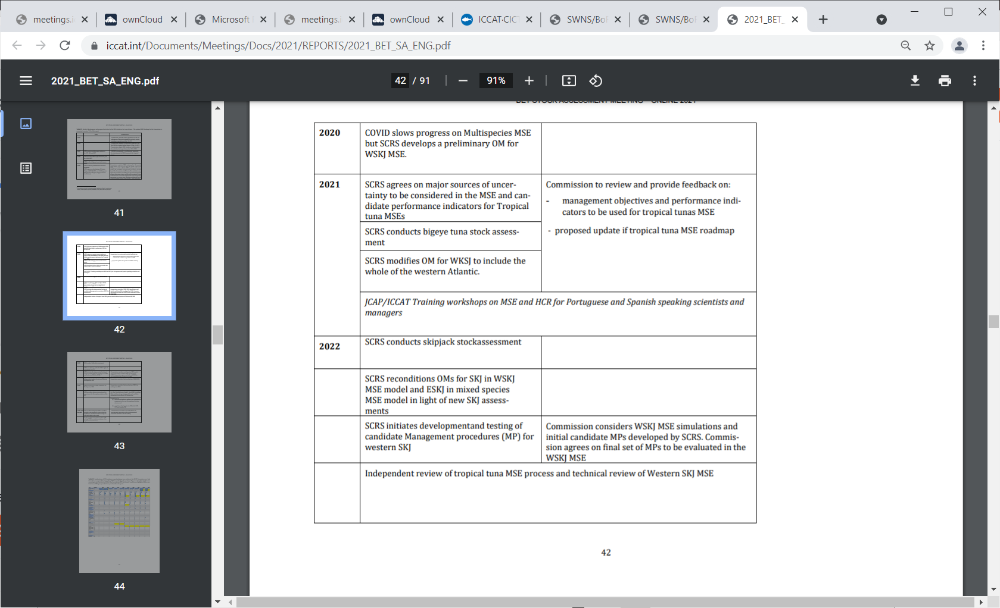 meetings.i
ownCloud
Microsoft
meetings.i
ownCloud
ICCAT·CIC
SWNS/Bo
SWNS/Bo
2021_BET_
iccat.int/Documents/Meetings/Docs/2021/REPORTS/2021_BET_SA_ENG.pdf
2021_BET_SA_ENG.pdf
42 / 91
91%
41
42
43
44
BET STOCK ASSESSMENT MEETING – ONLINE 2021
2020
COVID slows progress on Multispecies MSE
but SCRS develops a preliminary OM for
WSKJ MSE.
2021
SCRS agrees on major sources of uncer-
tainty to be considered in the MSE and can-
didate performance indicators for Tropical
tuna MSEs
Commission to review and provide feedback on:
- management objectives and performance indi-
cators to be used for tropical tunas MSE
- proposed update if tropical tuna MSE roadmap
SCRS conducts bigeye tuna stock assess-
ment
SCRS modifies OM for WKSJ to include the
whole of the western Atlantic.
JCAP/ICCAT Training workshops on MSE and HCR for Portuguese and Spanish speaking scientists and
managers
2022
SCRS conducts skipjack stockassessment
SCRS reconditions OMs for SKJ in WSKJ
MSE model and ESKJ in mixed species
MSE model in light of new SKJ assess-
ments
SCRS initiates developmentand testing of
candidate Management procedures (MP) for
western SKJ
Commission considers WSKJ MSE simulations and
initial candidate MPs developed by SCRS. Commis-
sion agrees on final set of MPs to be evaluated in the
WSKJ MSE
Independent review of tropical tuna MSE process and technical review of Western SKJ MSE
42